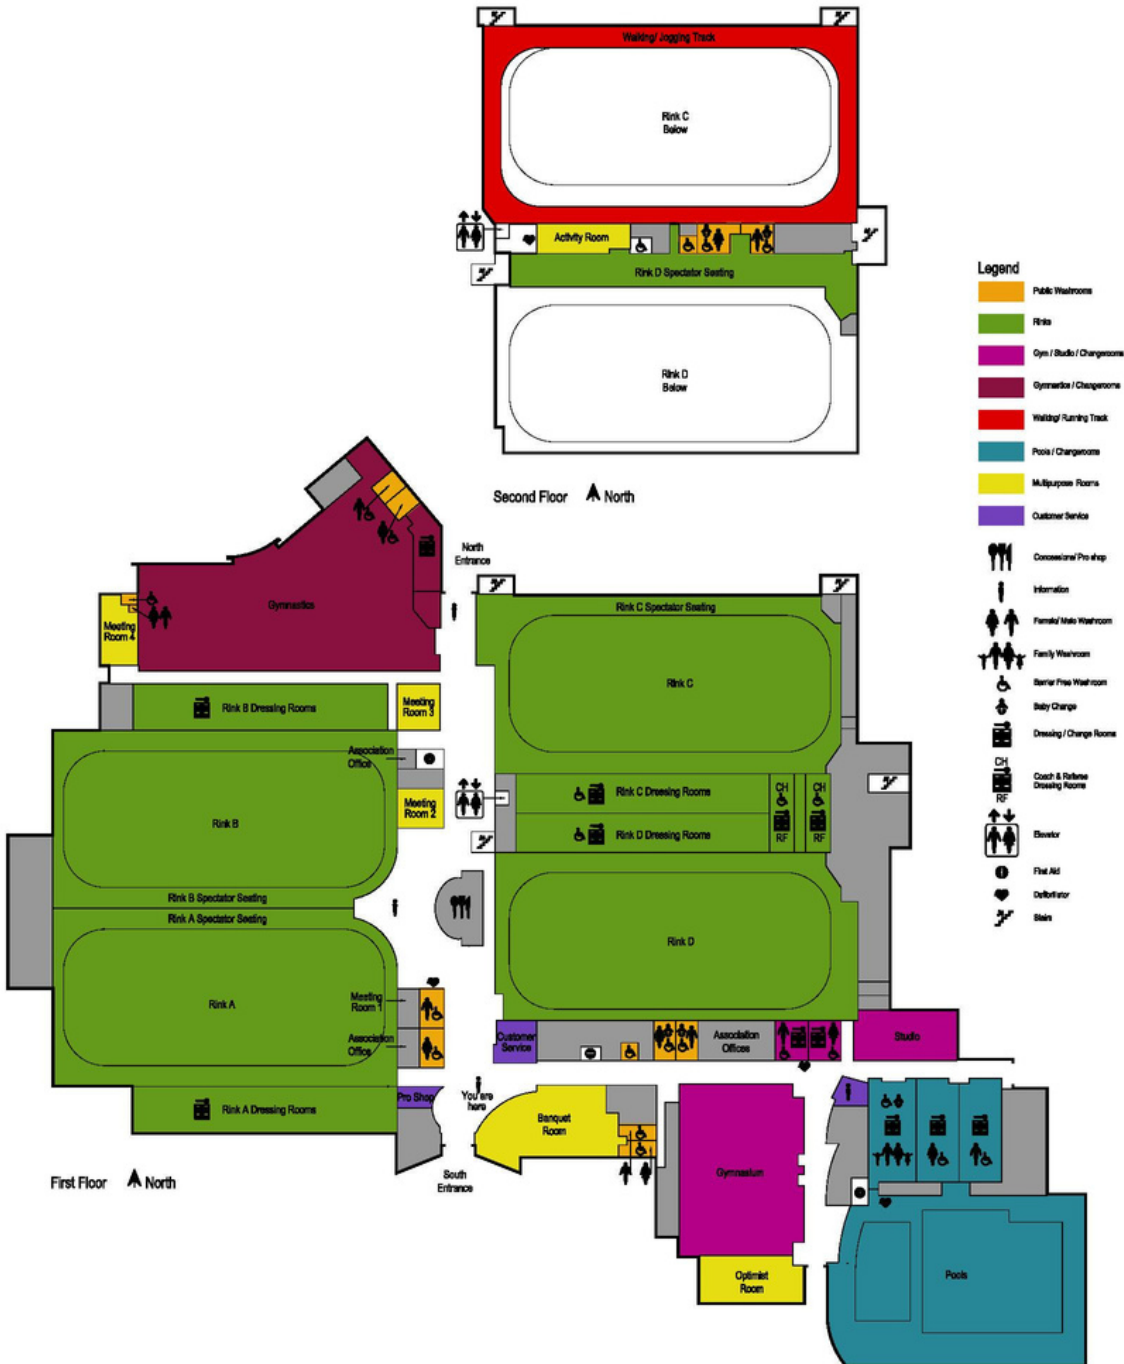 Walking/ Jogging Track
Rink C
Below
Activity Room
Rink D Spectator Seating
Rink D
Below
Second Floor
North
Legend
Public Washrooms
Rinks
Gym / Studio / Changerooms
Gymnastics / Changerooms
Walking/ Running Track
Pools / Changerooms
Multipurpose Rooms
Customer Service
Concessions/ Pro shop
Information
Female/ Male Washroom
Family Washroom
Barrier Free Washroom
Baby Change
Dressing / Change Rooms
CH
Coach & Referee
Dressing Rooms
RF
Elevator
First Aid
Defibrillator
Stairs
North
Entrance
Gymnastics
Meeting
Room 4
Rink C Spectator Seating
Rink C
Rink B Dressing Rooms
Meeting
Room 3
Association
Office
Rink B
Meeting
Room 2
Rink C Dressing Rooms
CH
CH
Rink D Dressing Rooms
RF
RF
Rink B Spectator Seating
Rink A Spectator Seating
Rink D
Rink A
Meeting
Room 1
Association
Office
Customer
Service
Association
Offices
Studio
Rink A Dressing Rooms
Pro Shop
You are
here
Banquet
Room
South
Entrance
Gymnasium
First Floor
North
Optimist
Room
Pools